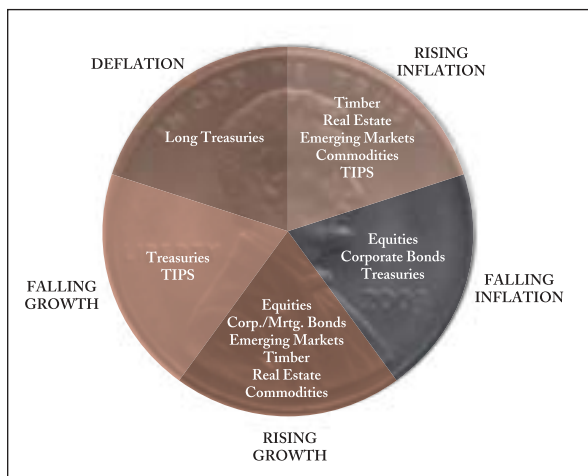 DEFLATION
Long Treasuries
RISING
INFLATION
Timber
Real Estate
Emerging Markets
Commodities
TIPS
Equities
Corporate Bonds
Treasuries
FALLING
INFLATION
Equities
Corp./Mrtg. Bonds
Emerging Markets
Timber
Real Estate
Commodities
RISING
GROWTH
Treasuries
TIPS
FALLING
GROWTH